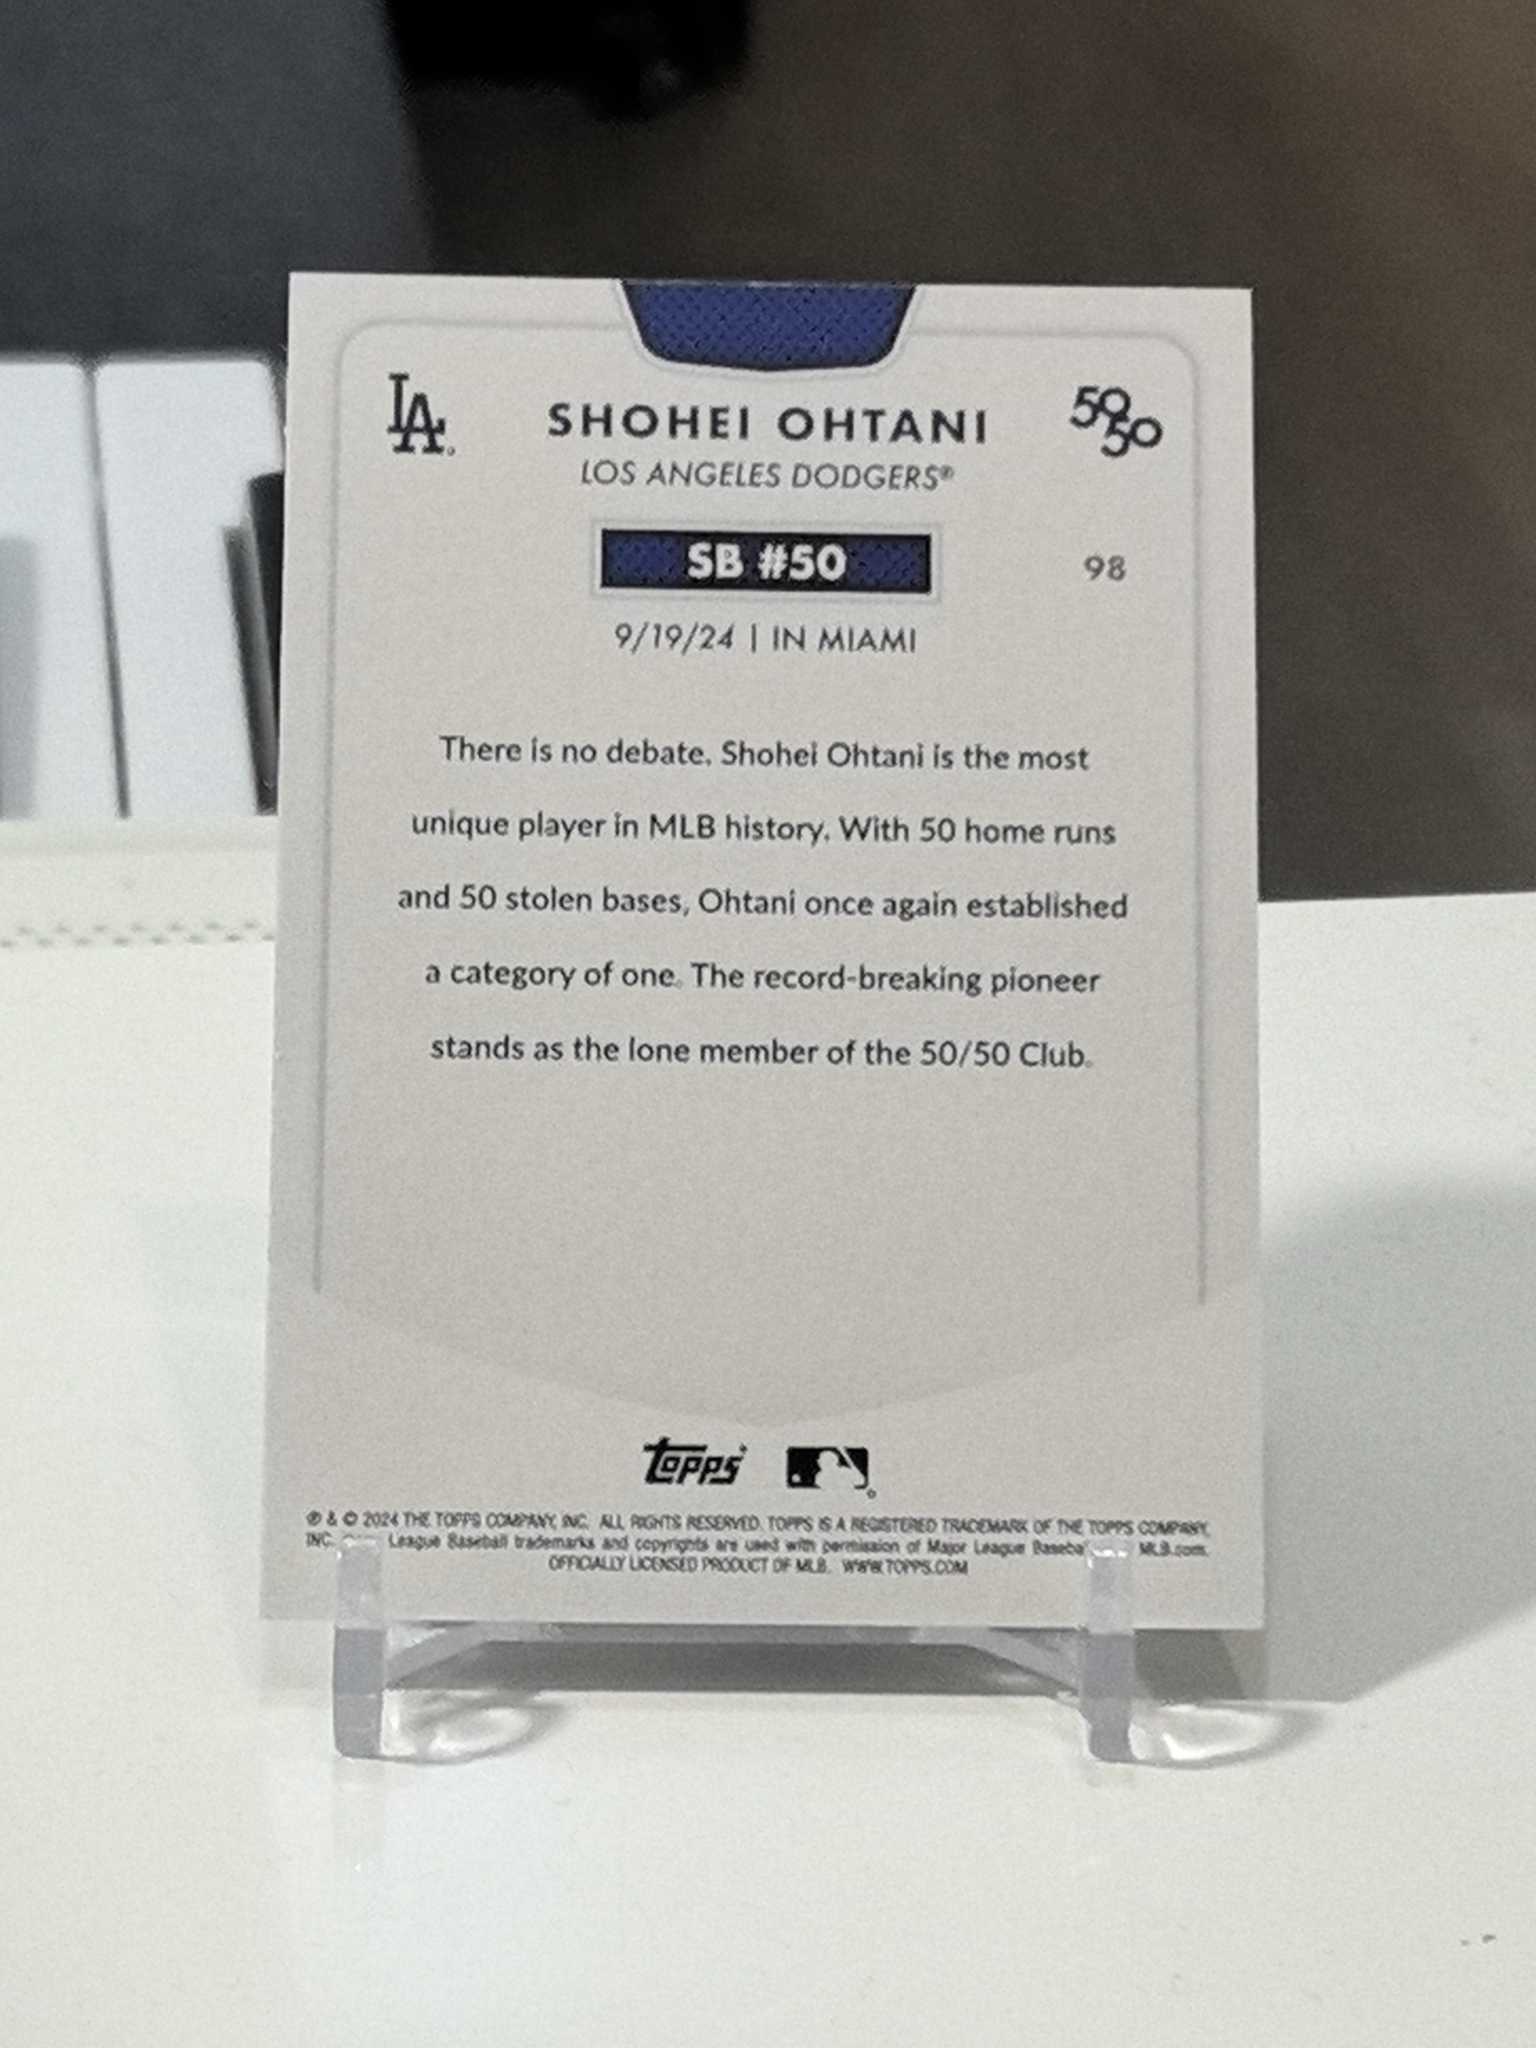 LA
SHOHEI OHTANI
50
50
LOS ANGELES DODGERS®
SB #50
98
9/19/24 | IN MIAMI
There is no debate. Shohei Ohtani is the most
unique player in MLB history. With 50 home runs
and 50 stolen bases, Ohtani once again established
a category of one. The record-breaking pioneer
stands as the lone member of the 50/50 Club.
topps
℗ & © 2024 THE TOPPS COMPANY, INC. ALL RIGHTS RESERVED. TOPPS IS A REGISTERED TRADEMARK OF THE TOPPS COMPANY,
INC. League Baseball trademarks and copyrights are used with permission of Major League MLB.com.
OFFICIALLY LICENSED PRODUCT OF MLB. WWW.TOPPS.COM